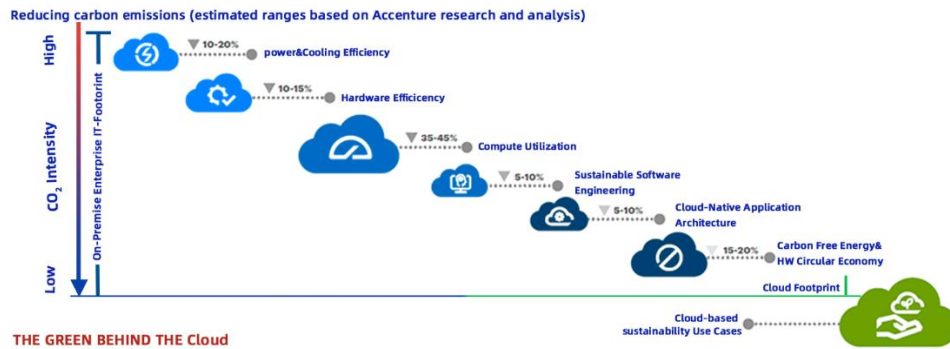 Reducing carbon emissions (estimated ranges based on Accenture research and analysis)
High
CO2 Intensity
Low
On-Premise Enterprise IT-Footorint
10-20%
power&Cooling Efficiency
10-15%
Hardware Efficicency
35-45%
Compute Utilization
5-10%
Sustainable Software
Engineering
5-10%
Cloud-Native Application
Architecture
15-20%
Carbon Free Energy&
HW Circular Economy
Cloud Footprint
Cloud-based
sustainability Use Cases
THE GREEN BEHIND THE Cloud